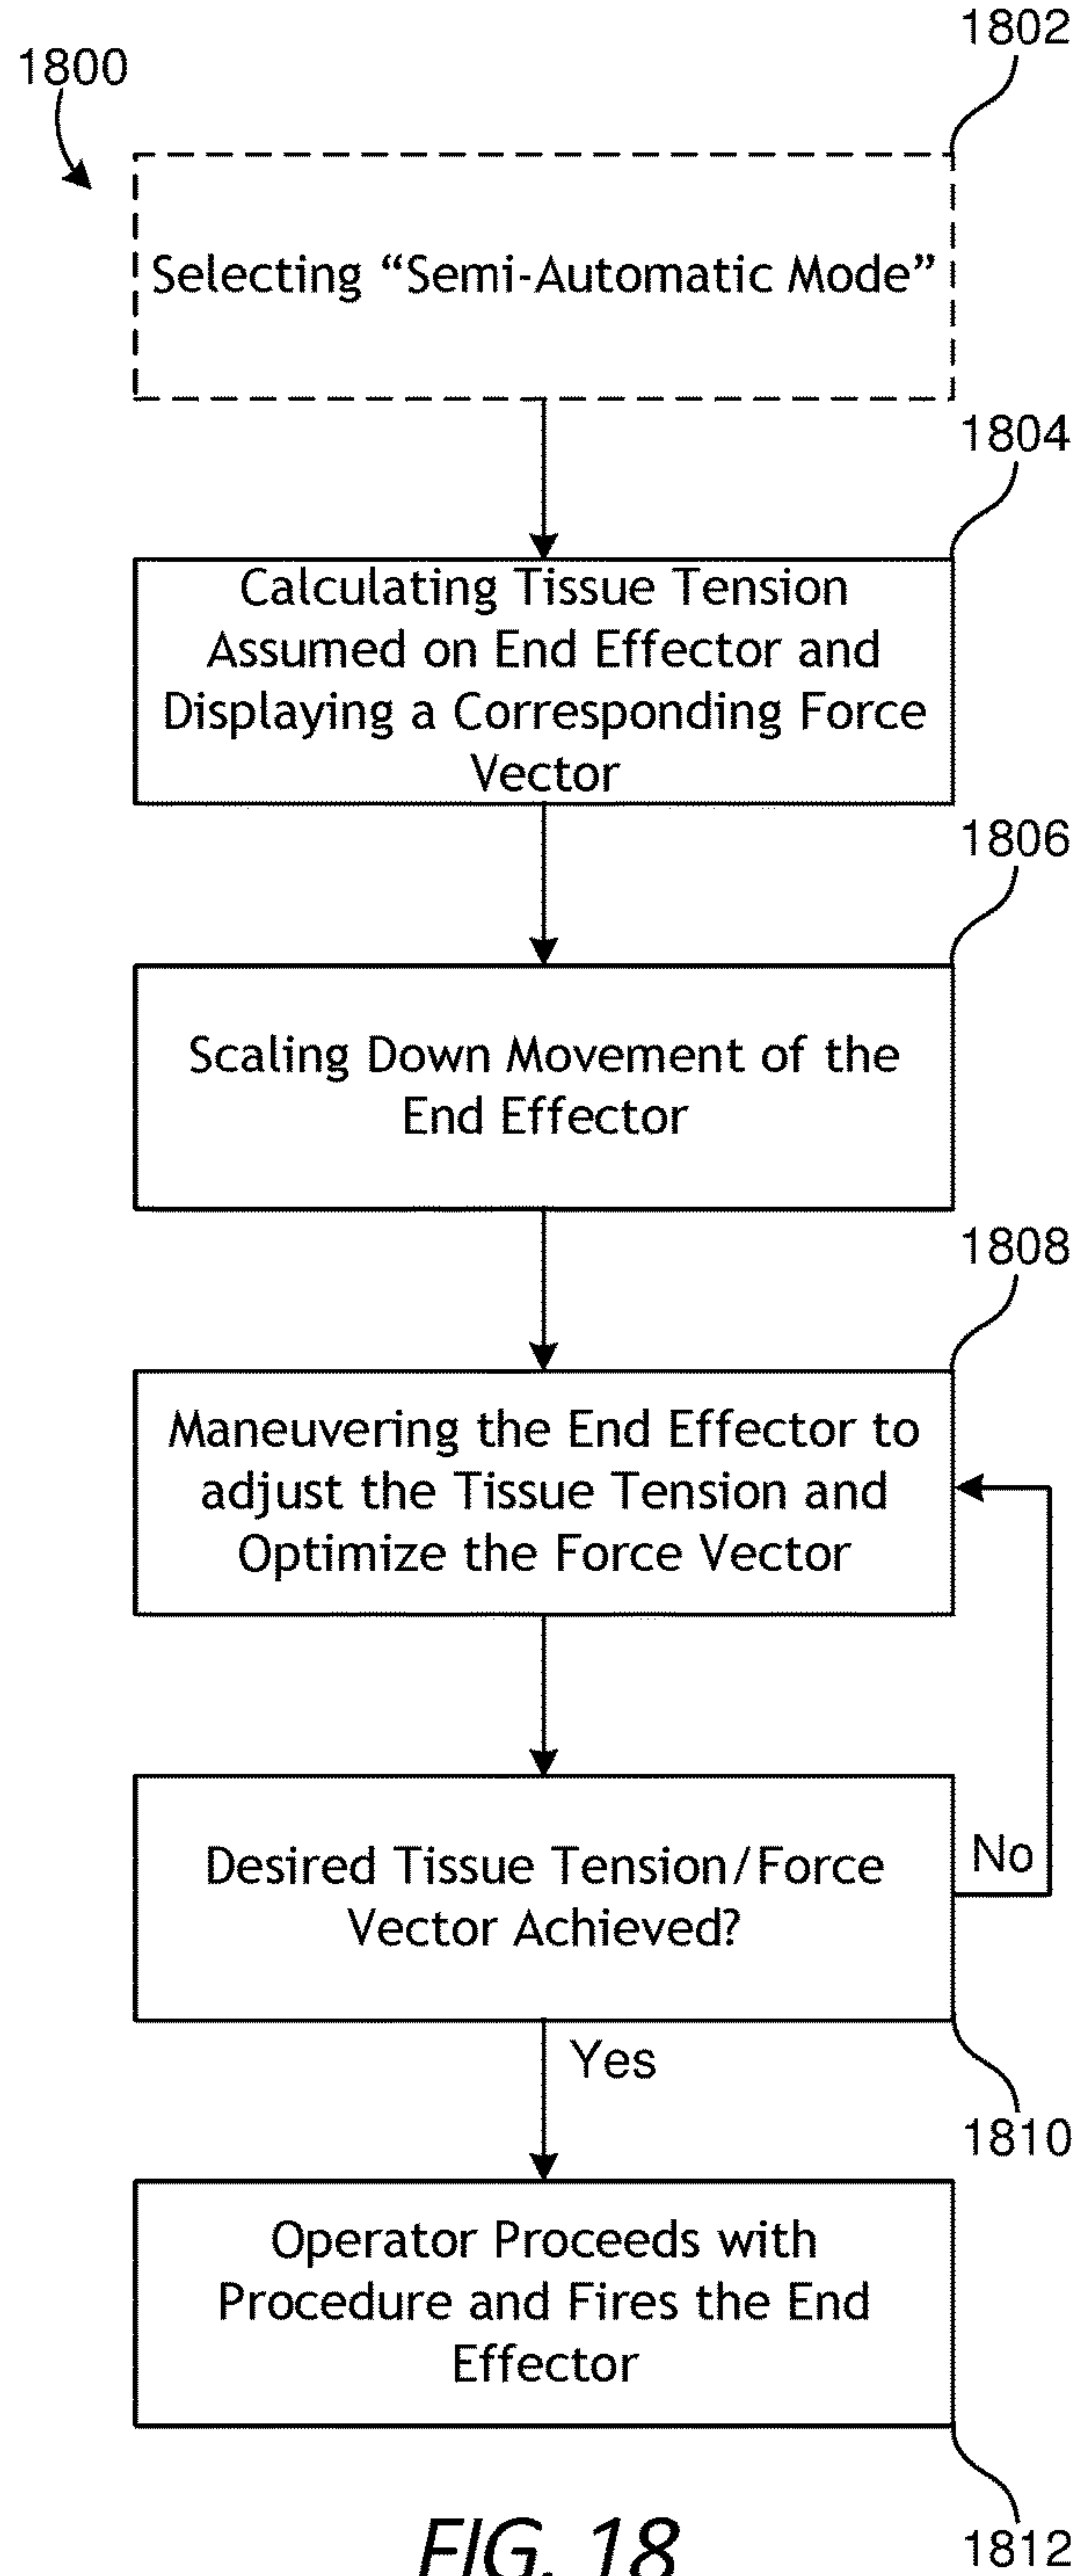 1802
1800
Selecting “Semi-Automatic Mode”
1804
Calculating Tissue Tension
Assumed on End Effector and
Displaying a Corresponding Force
Vector
1806
Scaling Down Movement of the
End Effector
1808
Maneuvering the End Effector to
adjust the Tissue Tension and
Optimize the Force Vector
Desired Tissue Tension/Force
Vector Achieved?
No
Yes
1810
Operator Proceeds with
Procedure and Fires the End
Effector
1812
FIG. 18